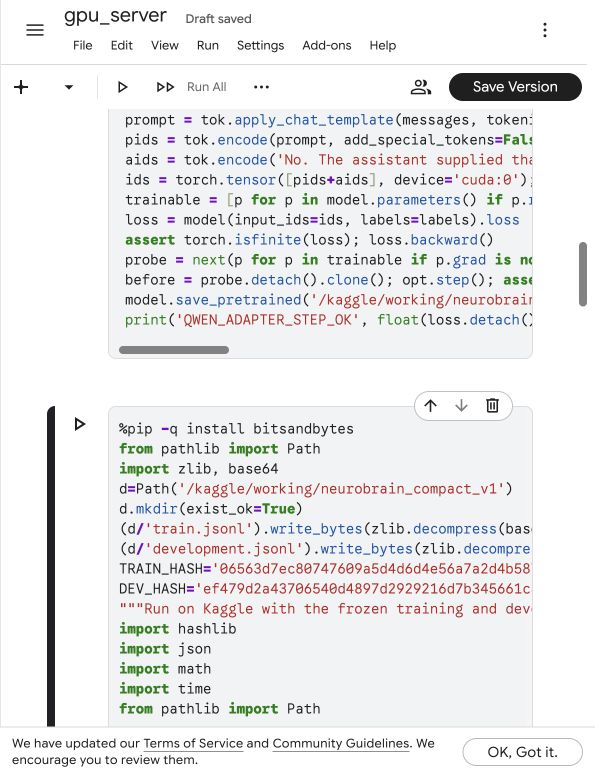 gpu_server
Draft saved
File Edit View Run Settings Add-ons Help
Run All
Save Version
prompt = tok.apply_chat_template(messages, tokeni
pids = tok.encode(prompt, add_special_tokens=Fals
aids = tok.encode('No. The assistant supplied tha
ids = torch.tensor([pids+aids], device='cuda:0');
trainable = [p for p in model.parameters() if p.r
loss = model(input_ids=ids, labels=labels).loss
assert torch.isfinite(loss); loss.backward()
probe = next(p for p in trainable if p.grad is no
before = probe.detach().clone(); opt.step(); asse
model.save_pretrained('/kaggle/working/neurobrain
print('QWEN_ADAPTER_STEP_OK', float(loss.detach()
%pip -q install bitsandbytes
from pathlib import Path
import zlib, base64
d=Path('/kaggle/working/neurobrain_compact_v1')
d.mkdir(exist_ok=True)
(d/'train.jsonl').write_bytes(zlib.decompress(bas
(d/'development.jsonl').write_bytes(zlib.decompre
TRAIN_HASH='06563d7ec80747609a5d4d6d4e56a7a2d4b58
DEV_HASH='ef479d2a43706540d4897d2929216d7b345661c
"""Run on Kaggle with the frozen training and dev
import hashlib
import json
import math
import time
from pathlib import Path
We have updated our Terms of Service and Community Guidelines. We
encourage you to review them.
OK, Got it.